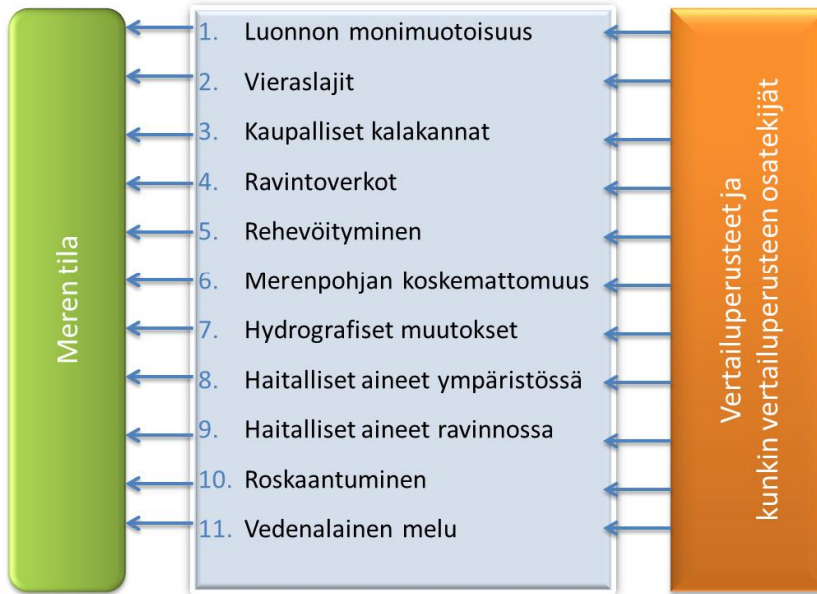 Meren tila
1. Luonnon monimuotoisuus
2. Vieraslajit
3. Kaupalliset kalakannat
4. Ravintoverkot
5. Rehevöityminen
6. Merenpohjan koskemattomuus
7. Hydrografiset muutokset
8. Haitalliset aineet ympäristössä
9. Haitalliset aineet ravinnossa
10. Roskaantuminen
11. Vedenalainen melu
Vertailuperusteet ja
kunkin vertailuperusteen osatekijät